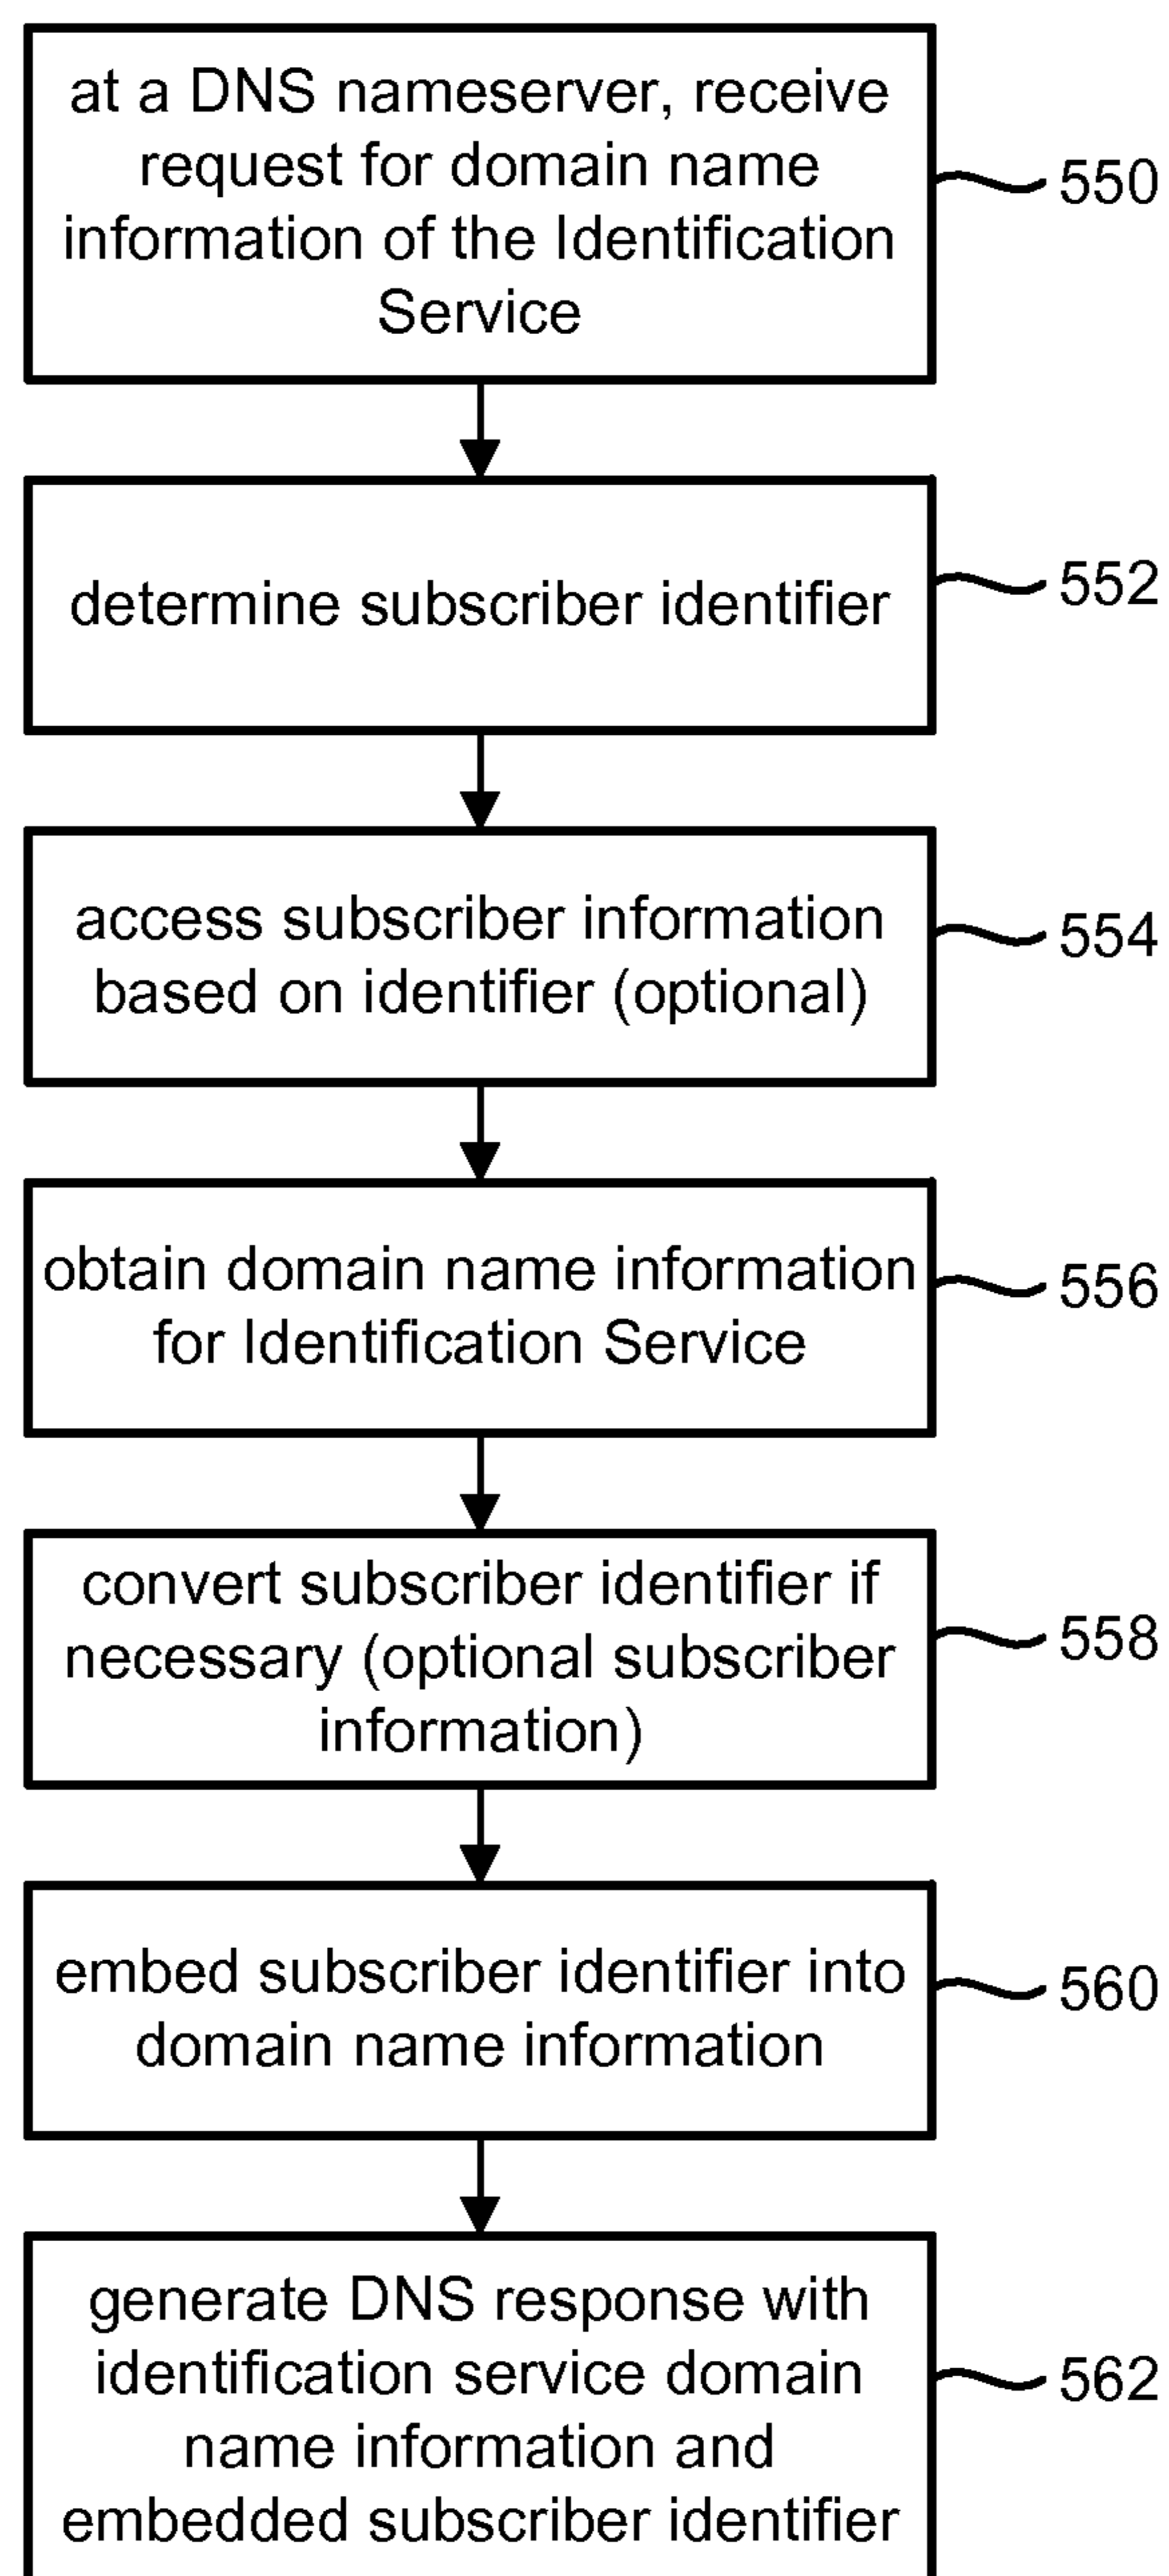 at a DNS nameserver, receive
request for domain name
information of the Identification
Service
550
determine subscriber identifier
552
access subscriber information
based on identifier (optional)
554
obtain domain name information
for Identification Service
556
convert subscriber identifier if
necessary (optional subscriber
information)
558
embed subscriber identifier into
domain name information
560
generate DNS response with
identification service domain
name information and
embedded subscriber identifier
562